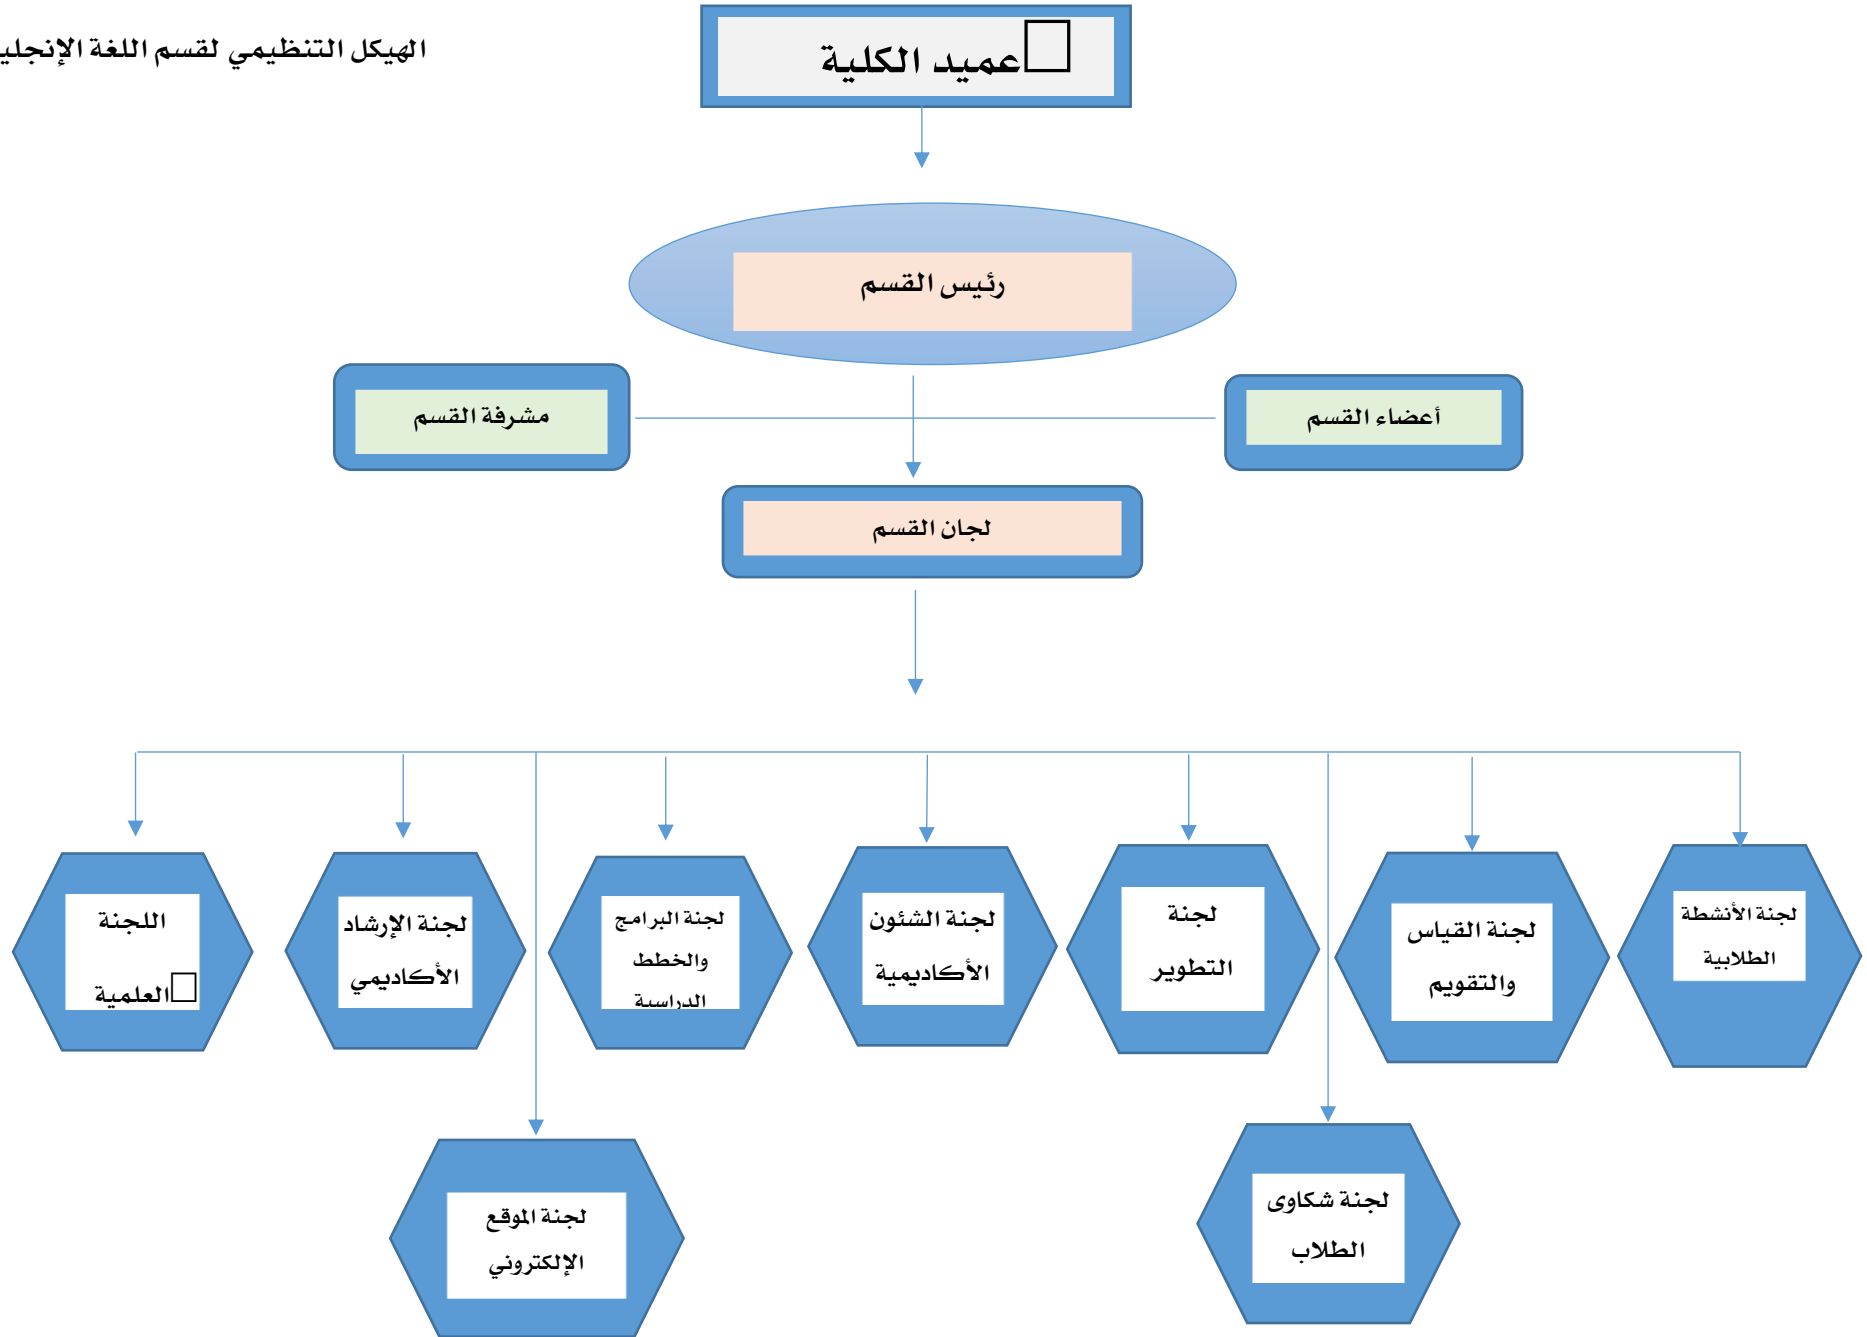 الهيكل التنظيمي لقسم اللغة
عميد الكلية
رئيس القسم
أعضاء القسم
مشرفة القسم
لجان القسم
لجنة الأنشطة
الطلابية
لجنة القياس
والتقويم
لجنة
التطوير
لجنة الشئون
الأكاديمية
لجنة البرامج
والخطط
الدراسية
لجنة الإرشاد
الأكاديمي
اللجنة
العلمية
لجنة شكاوى
الطلاب
لجنة الموقع
الإلكتروني